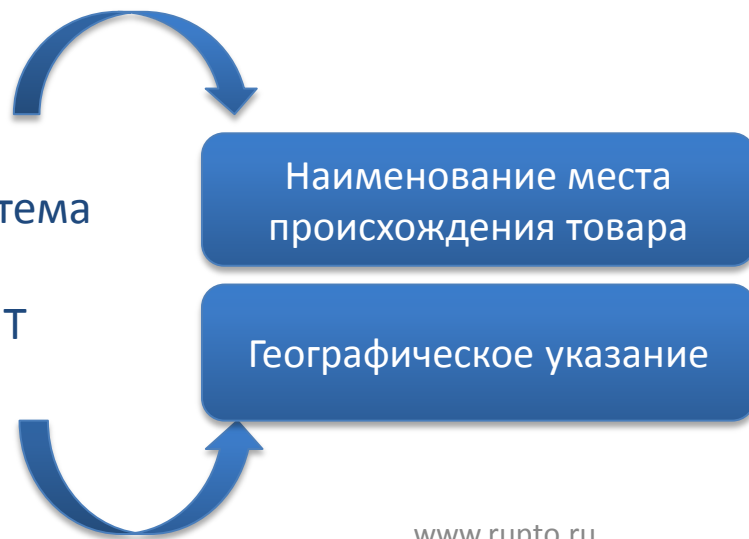 тема
Т
Наименование места
происхождения товара
Географическое указание
www.rupto.ru